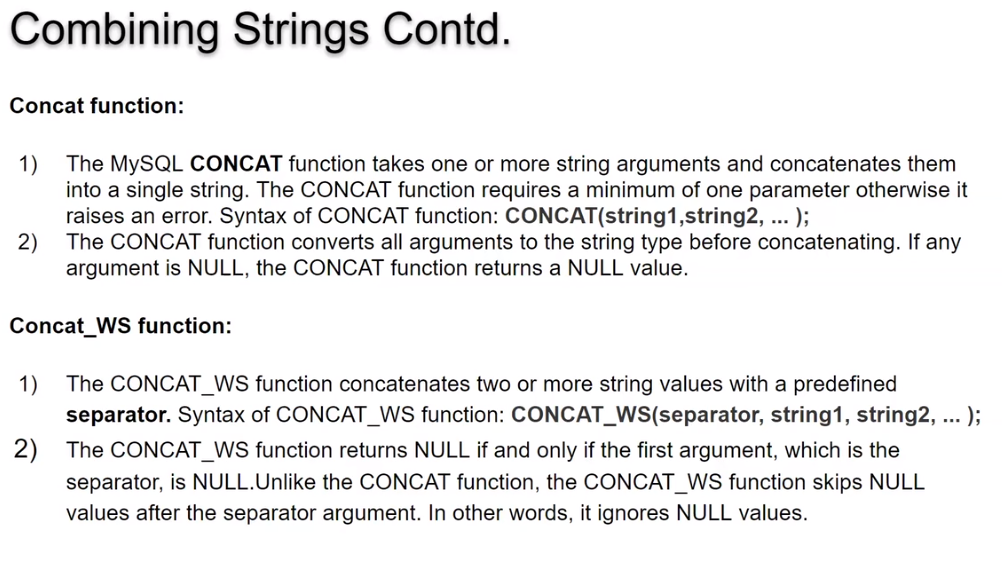 Combining Strings Contd.
Concat function:
1) The MySQL CONCAT function takes one or more string arguments and concatenates them
into a single string. The CONCAT function requires a minimum of one parameter otherwise it
raises an error. Syntax of CONCAT function: CONCAT(string1,string2, ... );
2) The CONCAT function converts all arguments to the string type before concatenating. If any
argument is NULL, the CONCAT function returns a NULL value.
Concat_WS function:
1) The CONCAT_WS function concatenates two or more string values with a predefined
separator. Syntax of CONCAT_WS function: CONCAT_WS(separator, string1, string2, ... );
2) The CONCAT_WS function returns NULL if and only if the first argument, which is the
separator, is NULL.Unlike the CONCAT function, the CONCAT_WS function skips NULL
values after the separator argument. In other words, it ignores NULL values.